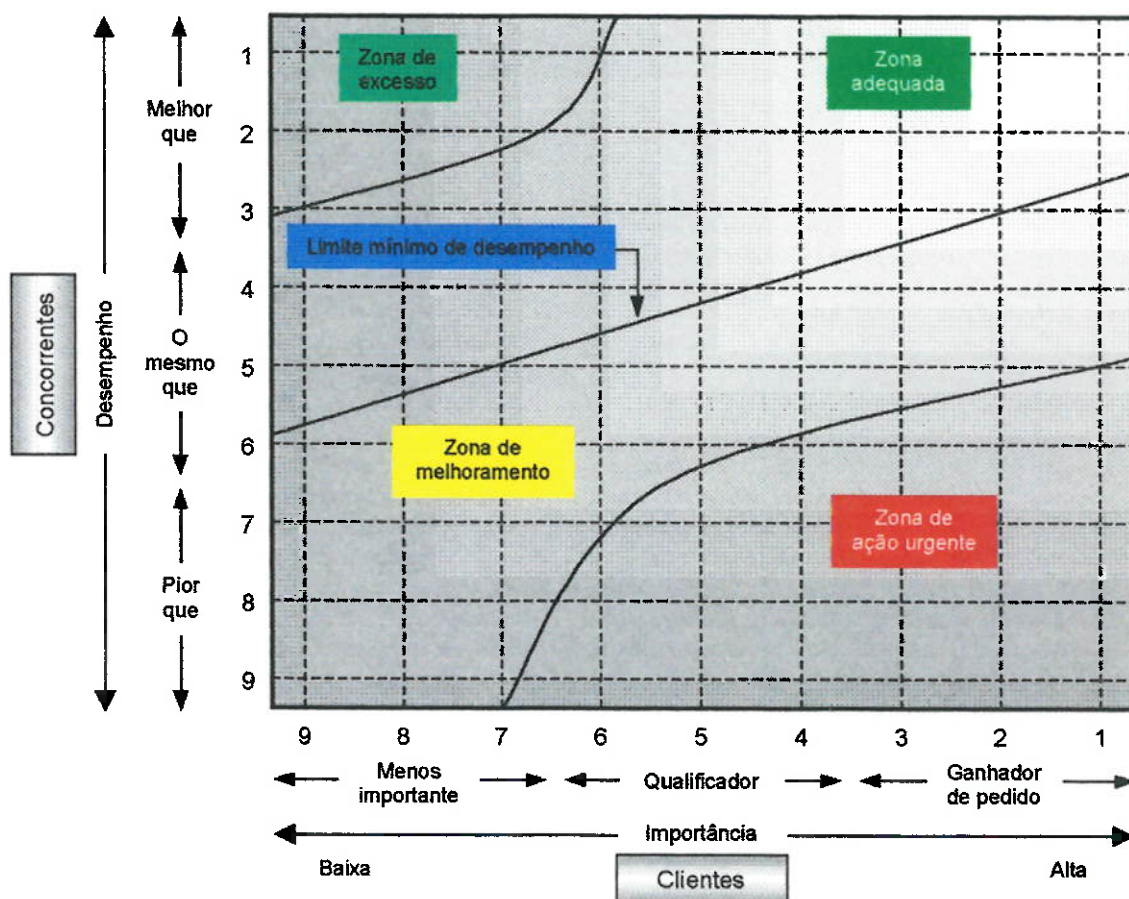 Concorrentes
Desempenho
Melhor
que
O
mesmo
que
Pior
que
1
2
3
4
5
6
7
8
9
Zona de
excesso
Zona
adequada
Limite mínimo de desempenho
Zona de
melhoramento
Zona de
ação urgente
9 8 7 6 5 4 3 2 1
Menos
importante
Qualificador
Ganhador
de pedido
Importância
Baixa
Alta
Clientes